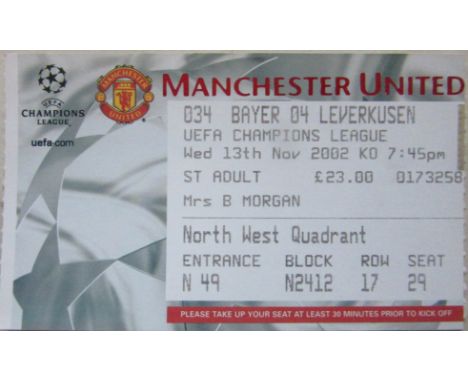 MANCHESTER UNITED
UEFA
CHAMPIONS
LEAGUE
uefa.com
MANCHESTER
UNITED
034 BAYER 04 LEVERKUSEN
UEFA CHAMPIONS LEAGUE
Wed 13th Nov 2002 KO 7:45pm
ST ADULT £23.00 0173258
Mrs B MORGAN
North West Quadrant
ENTRANCE BLOCK ROW SEAT
N 49 N2412 17 29
PLEASE TAKE UP YOUR SEAT AT LEAST 30 MINUTES PRIOR TO KICK OFF